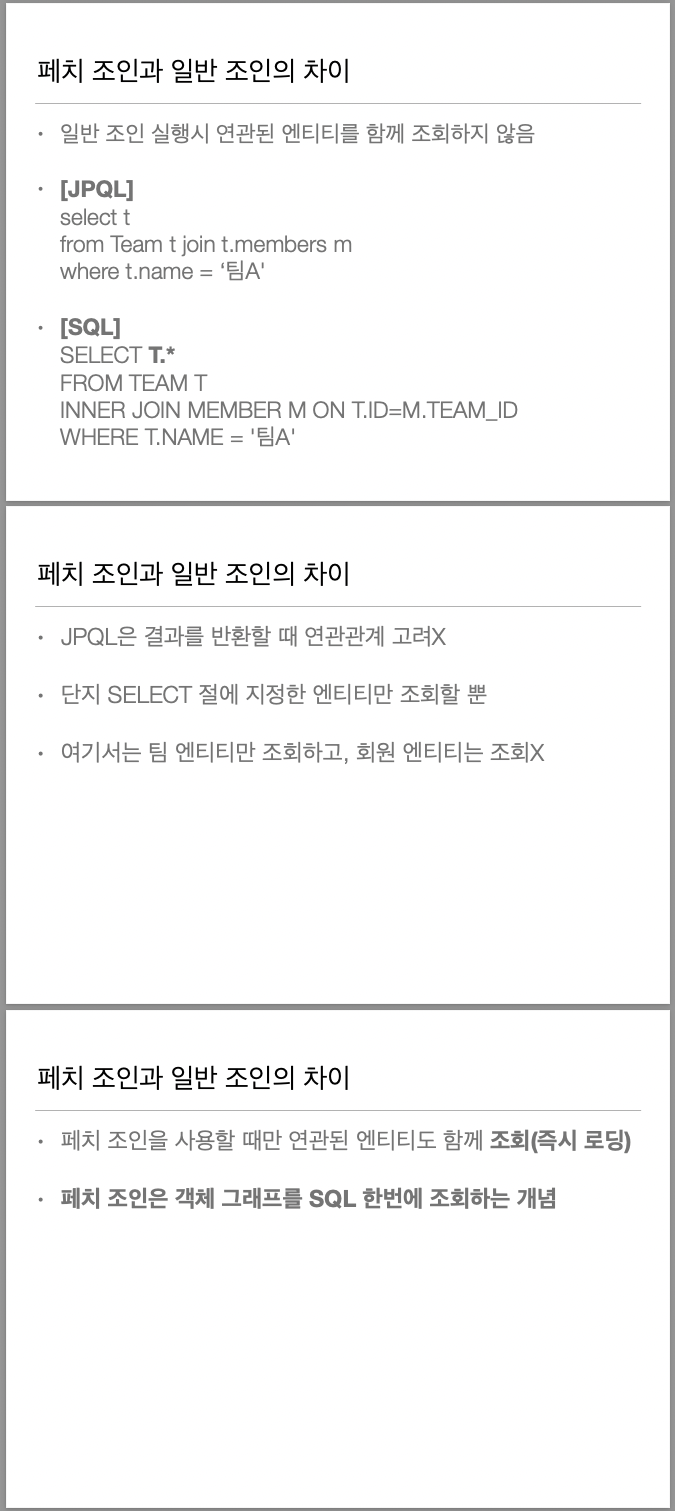 페치 조인과 일반 조인의 차이
• 일반 조인 실행시 연관된 엔티티를 함께 조회하지 않음
• [JPQL]
select t
from Team t join t.members m
where t.name = ‘팀A'
• [SQL]
SELECT T.*
FROM TEAM T
INNER JOIN MEMBER M ON T.ID=M.TEAM_ID
WHERE T.NAME = '팀A'
페치 조인과 일반 조인의 차이
• JPQL은 결과를 반환할 때 연관관계 고려X
• 단지 SELECT 절에 지정한 엔티티만 조회할 뿐
• 여기서는 팀 엔티티만 조회하고, 회원 엔티티는 조회X
페치 조인과 일반 조인의 차이
• 페치 조인을 사용할 때만 연관된 엔티티도 함께 조회(즉시 로딩)
• 페치 조인은 객체 그래프를 SQL 한번에 조회하는 개념